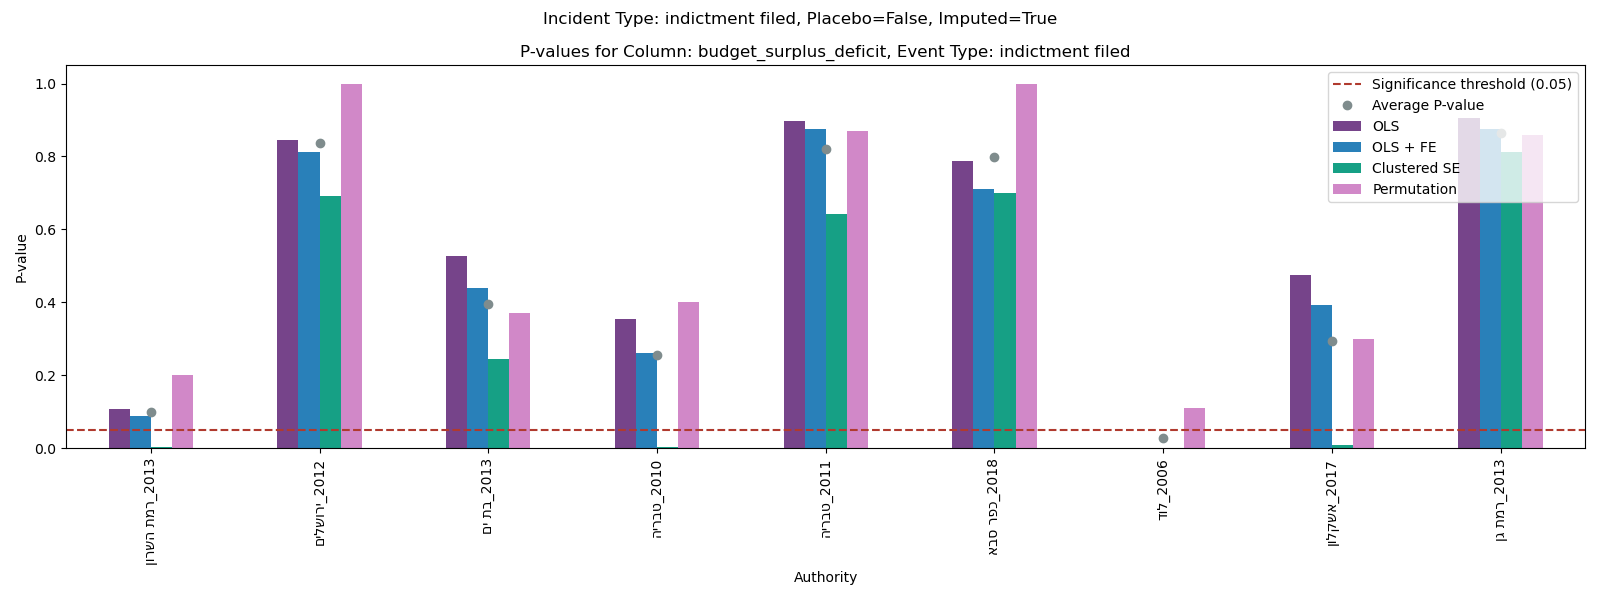 Incident Type: indictment filed, Placebo=False, Imputed=True
P-values for Column: budget_surplus_deficit, Event Type: indictment filed
Significance threshold (0.05)
Average P-value
OLS
OLS + FE
Clustered SE
Permutation
P-value
1.0
0.8
0.6
0.4
0.2
0.0
רמת השרון_2013
ירושלים_2012
בת ים_2013
טבריה_2010
טבריה_2011
כפר סבא_2018
לוד_2006
אשקלון_2017
רמת גן_2013
Authority